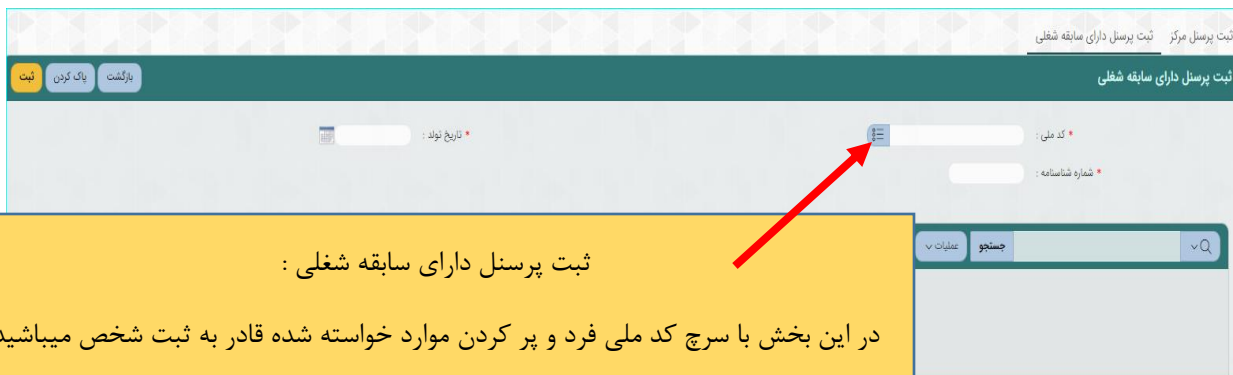 ثبت پرسنل مرکز ثبت پرسنل دارای سابقه شغلی
ثبت پرسنل دارای سابقه شغلی
بازگشت پاک کردن ثبت
* کد ملی : * تاریخ تولد :
* شماره شناسنامه :
جستجو عملیات
ثبت پرسنل دارای سابقه شغلی :
در این بخش با سرچ کد ملی فرد و پر کردن موارد خواسته شده قادر به ثبت شخص میباشید